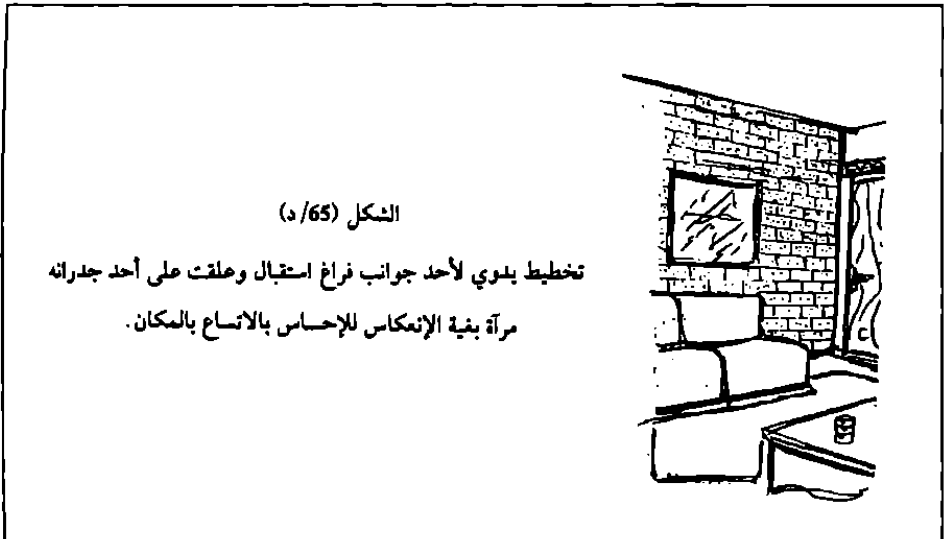 الشكل (65/ د)
تخطيط يدوي لأحد جوانب فراغ استقبال وعلقت على أحد جدرانه
مرآة بغية الإنعكاس للإحساس بالاتساع بالمكان.